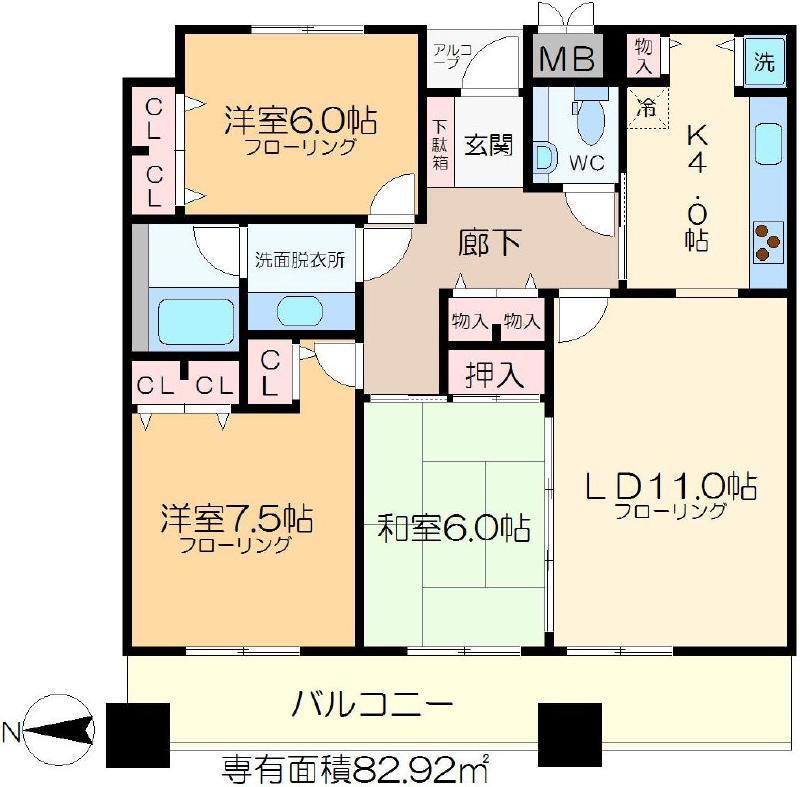 アルコ
ープ
MB
物
入
洗
CL
CL
洋室6.0帖
フローリング
下
駄
箱
玄関
WC
冷
K4.0帖
廊下
洗面脱衣所
物入
物入
CL
CL
CL
押入
洋室7.5帖
フローリング
和室6.0帖
LD11.0帖
フローリング
バルコニー
N
専有面積82.92㎡